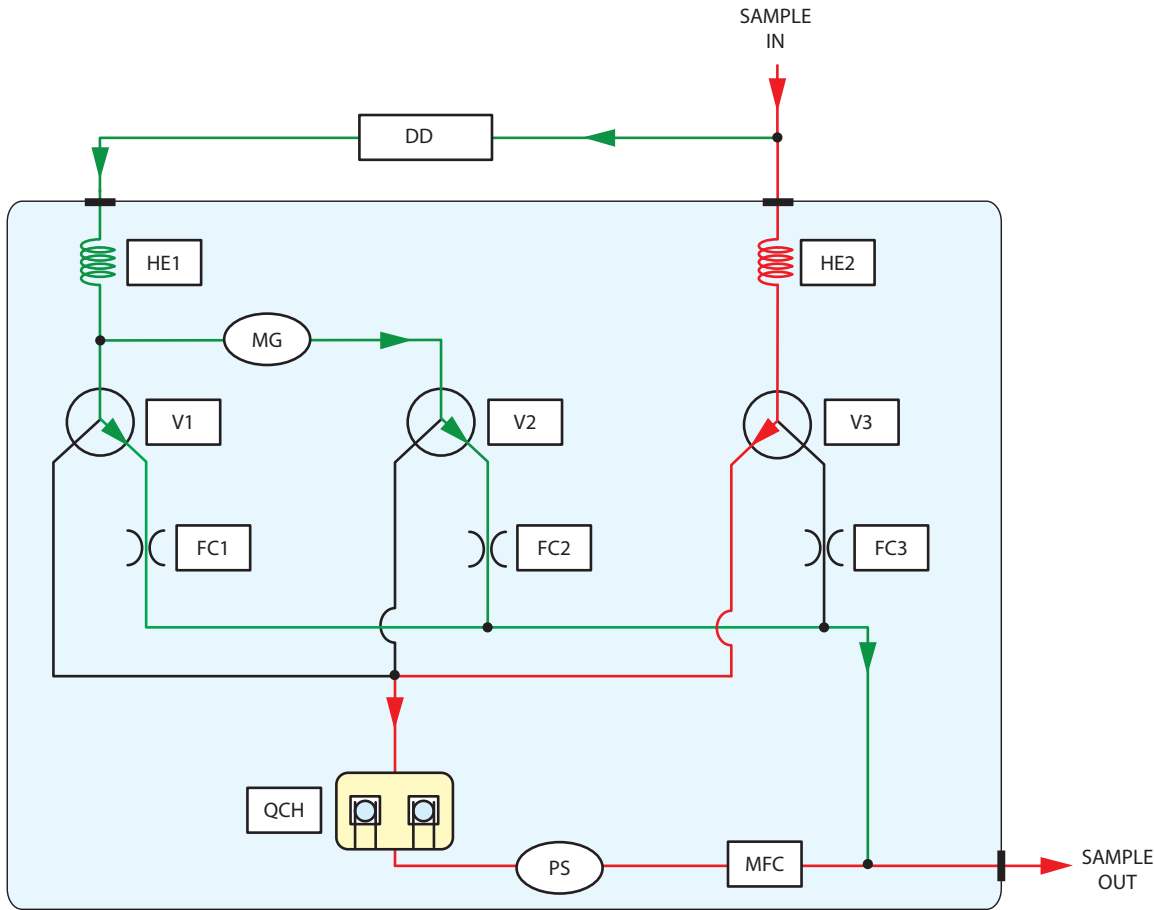 SAMPLE
IN
DD
HE1
HE2
MG
V1
V2
V3
FC1
FC2
FC3
QCH
PS
MFC
SAMPLE
OUT